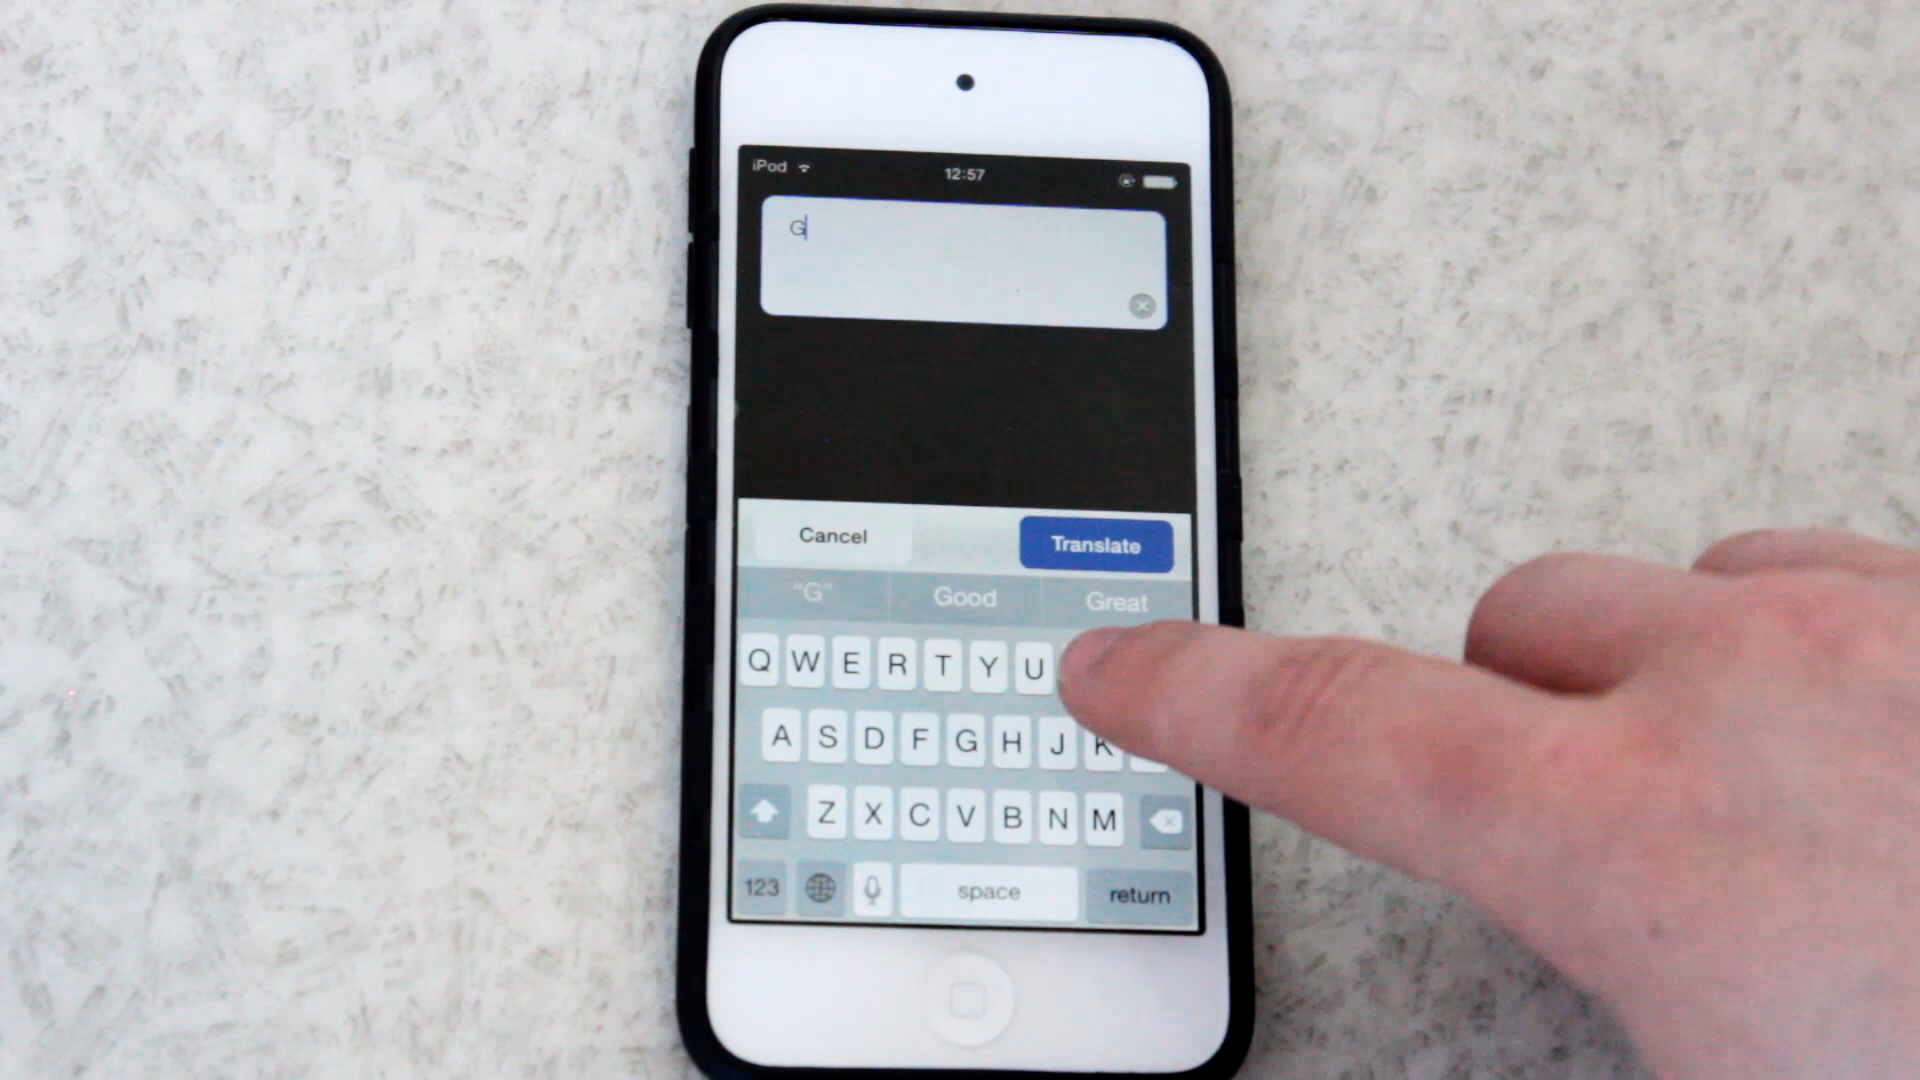 iPod 12:57
G
Cancel Translate
“G” Good Great
Q W E R T Y U
A S D F G H J K
Z X C V B N M
123 space return